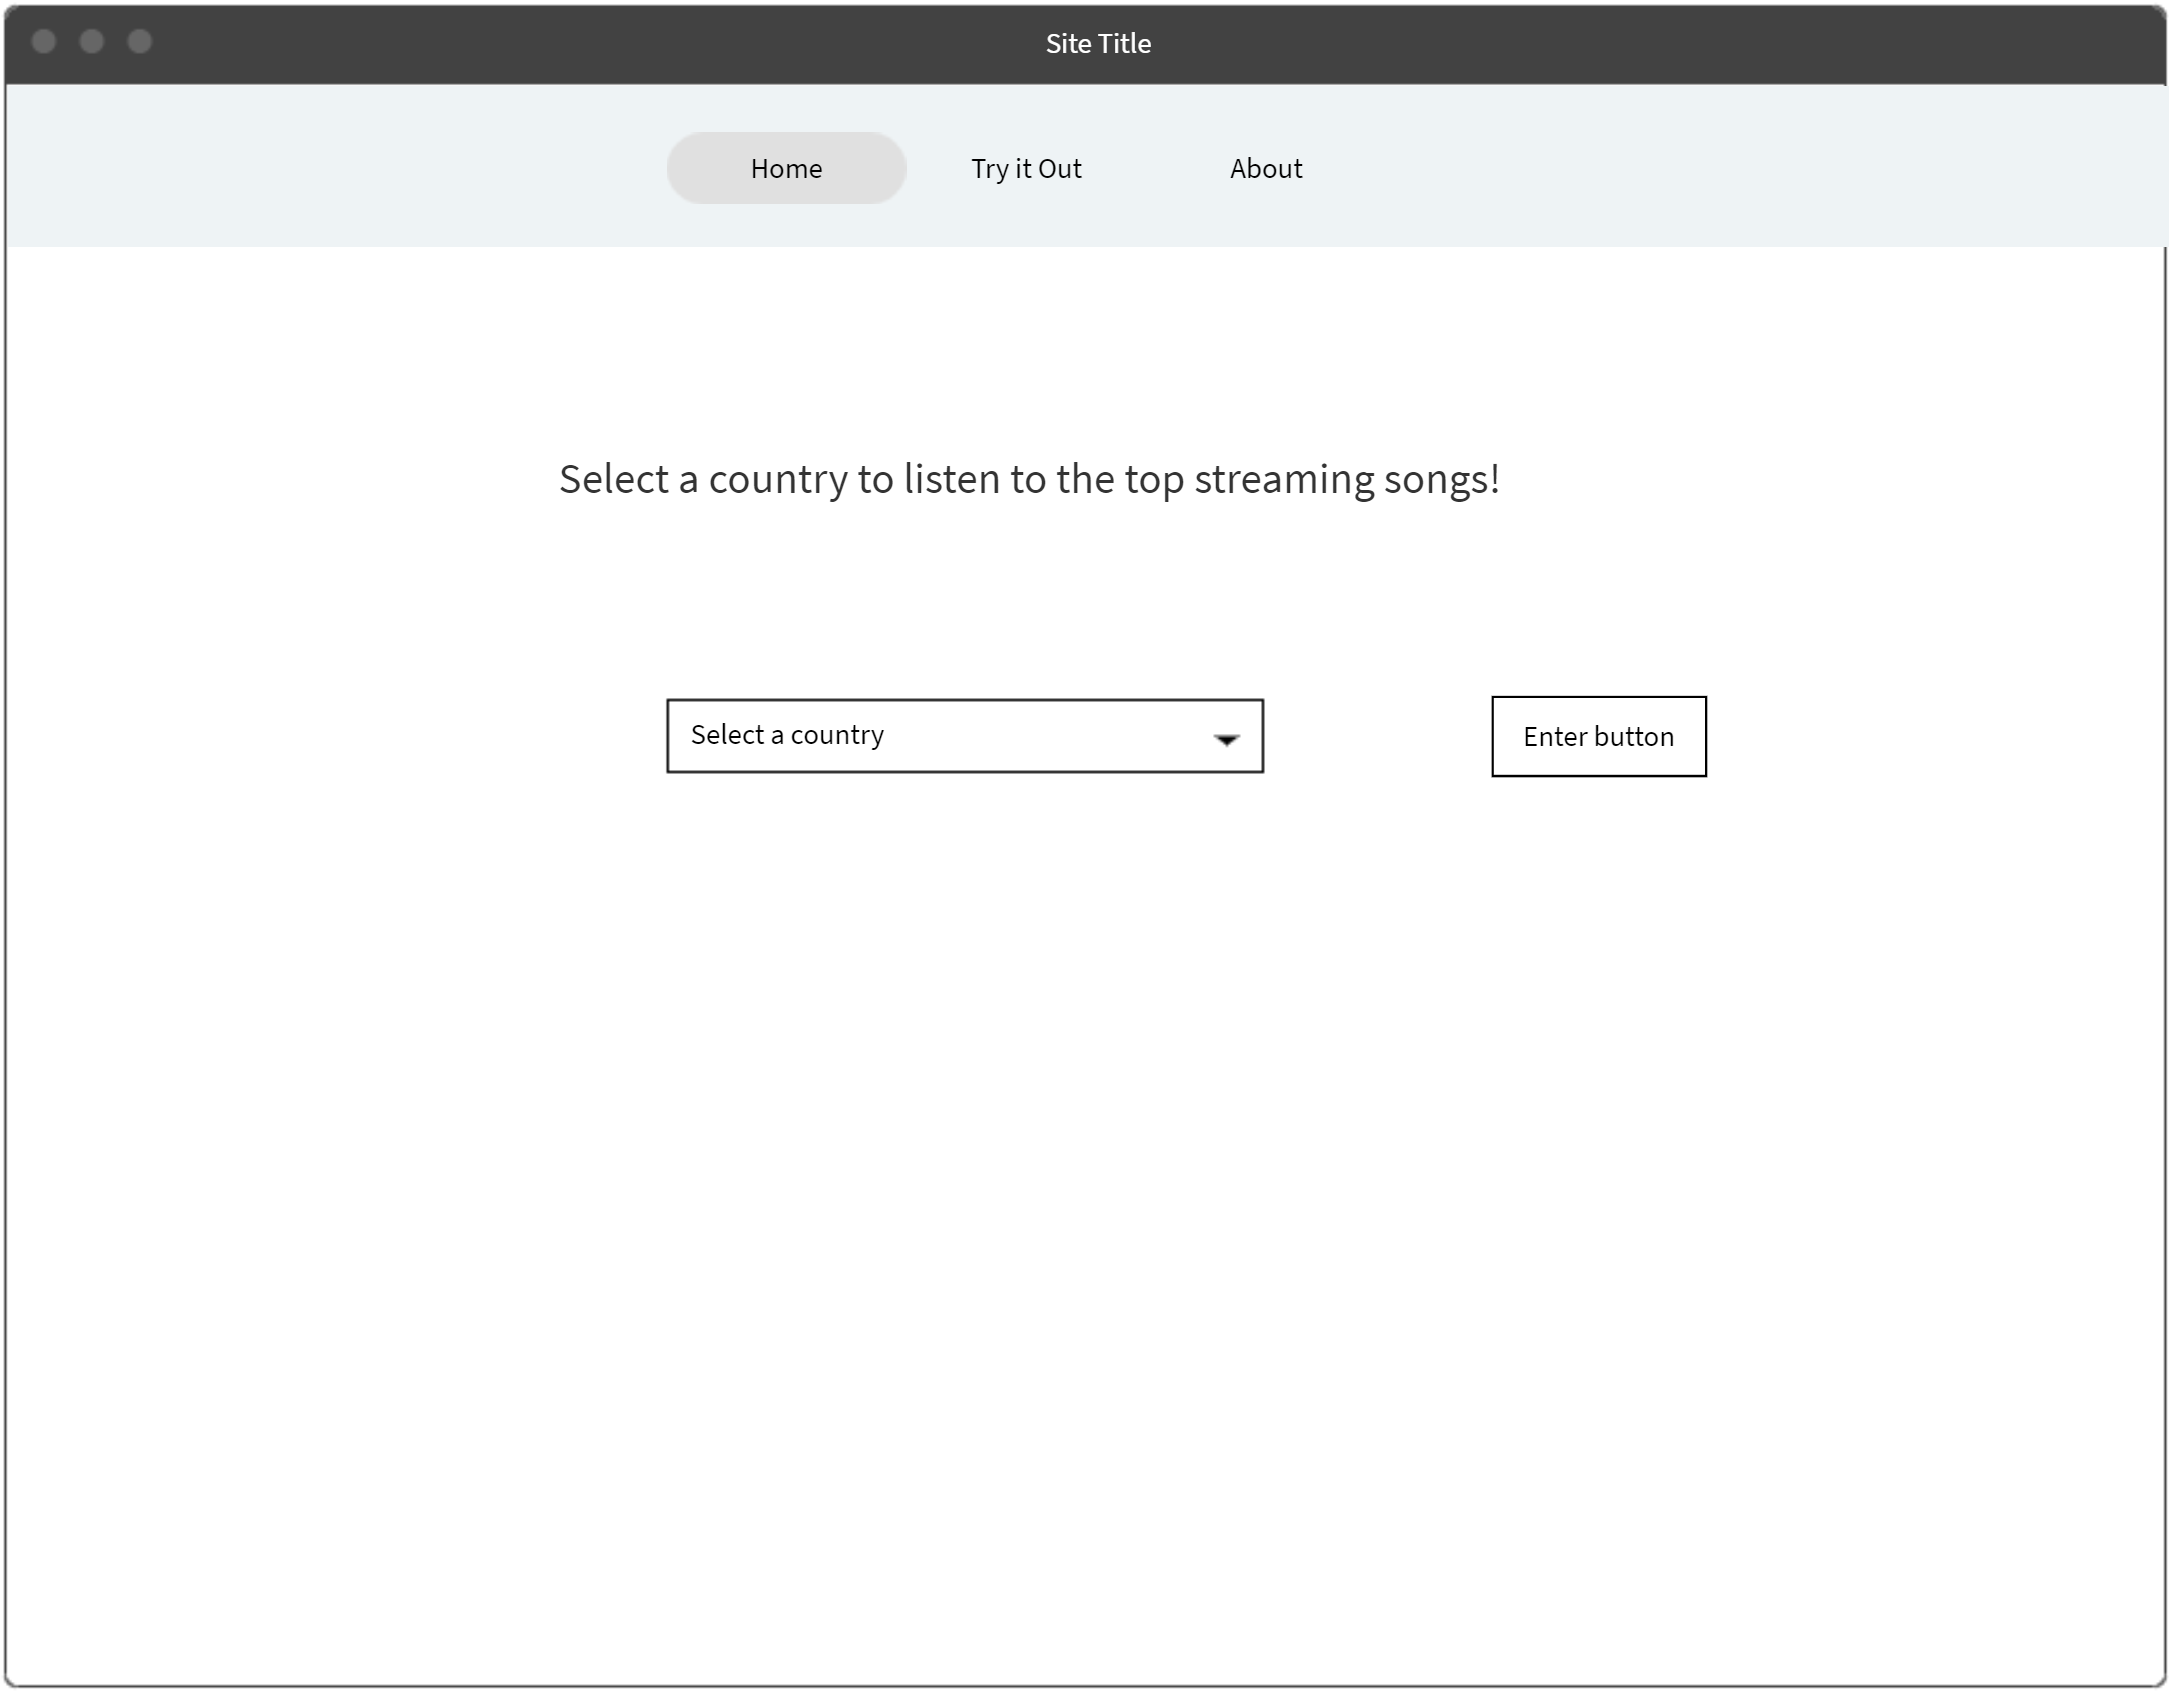 Site Title
Home Try it Out About
Select a country to listen to the top streaming songs!
Select a country Enter button